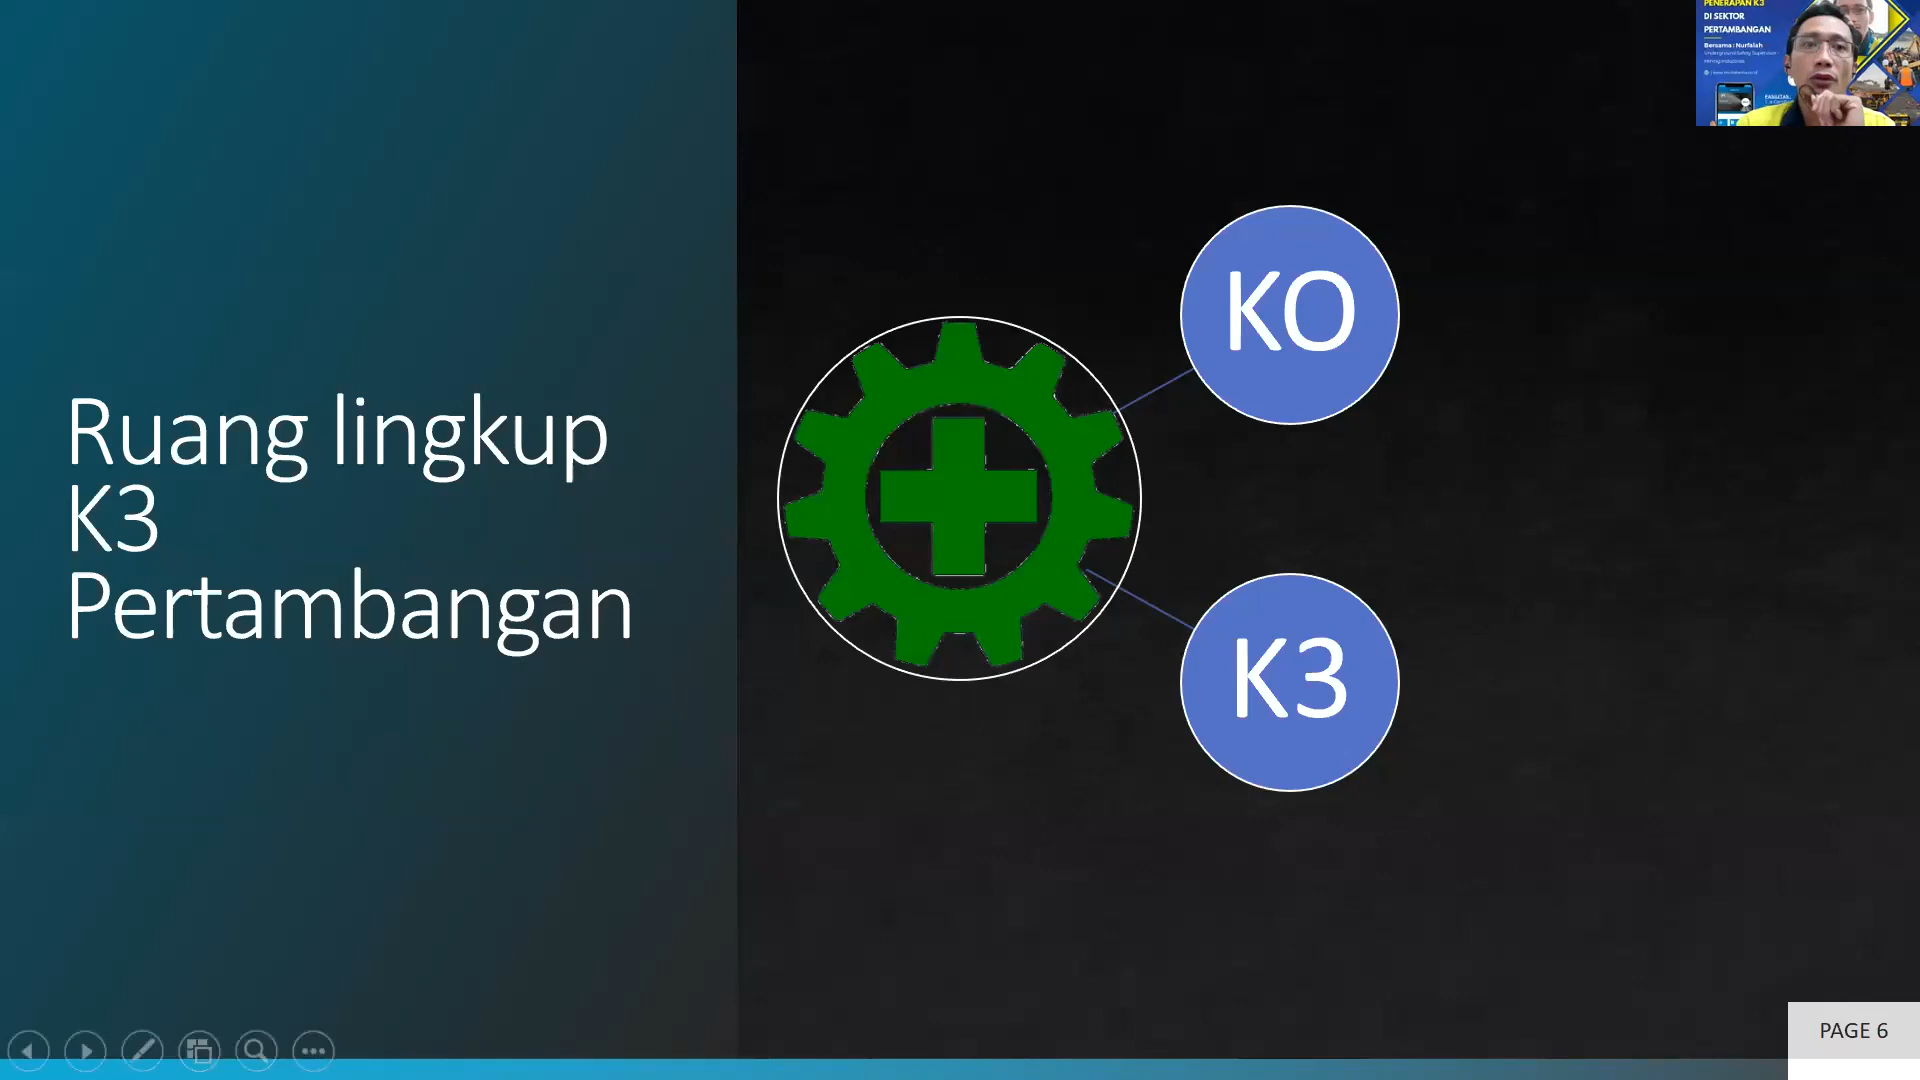 Ruang lingkup
K3
Pertambangan
KO
K3
PENERAPAN K3
DI SEKTOR
PERTAMBANGAN
Bersama : Nurfalah
PAGE 6